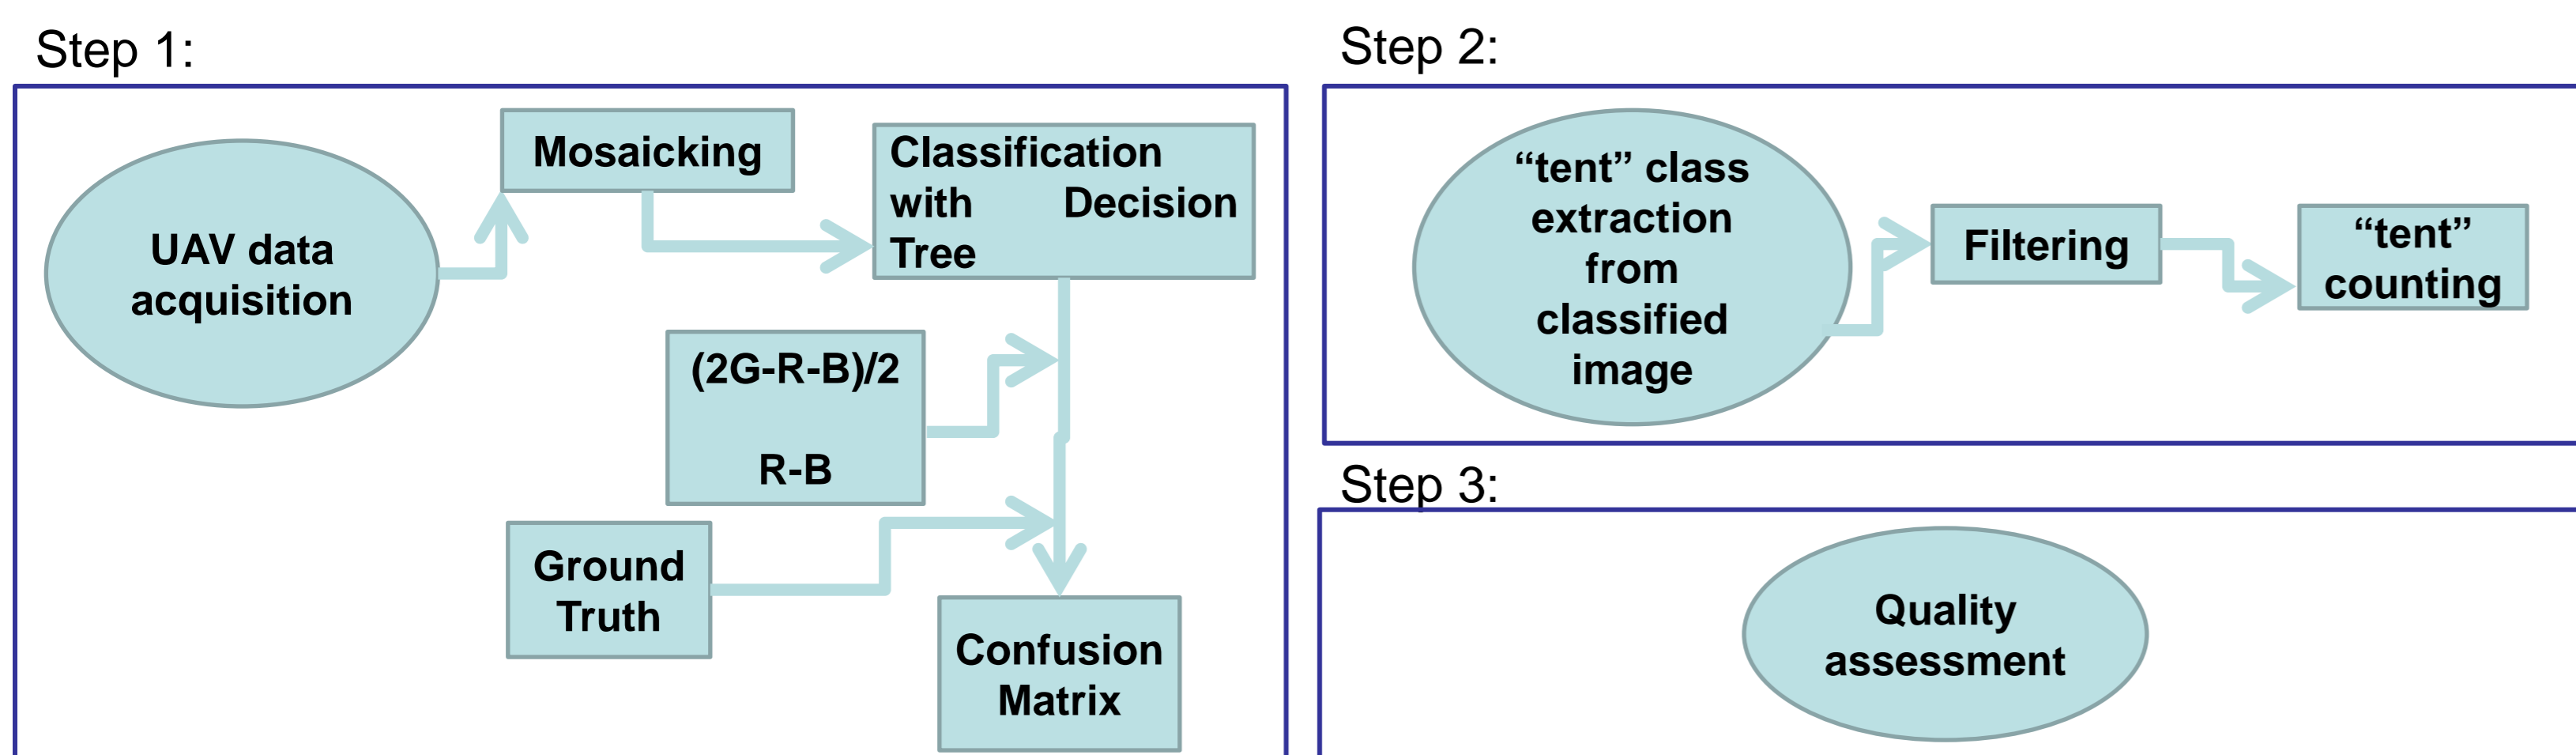 Step 1:
UAV data
acquisition
Mosaicking
Classification
with Decision
Tree
(2G-R-B)/2
R-B
Ground
Truth
Confusion
Matrix
Step 2:
“tent” class
extraction
from
classified
image
Filtering
“tent”
counting
Step 3:
Quality
assessment